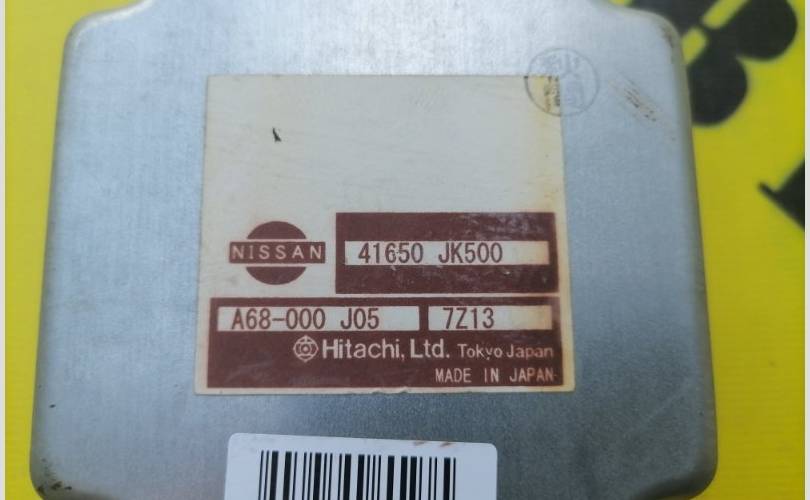 NISSAN
41650 JK500
A68-000 J05
7Z13
Hitachi, Ltd. Tokyo Japan
MADE IN JAPAN